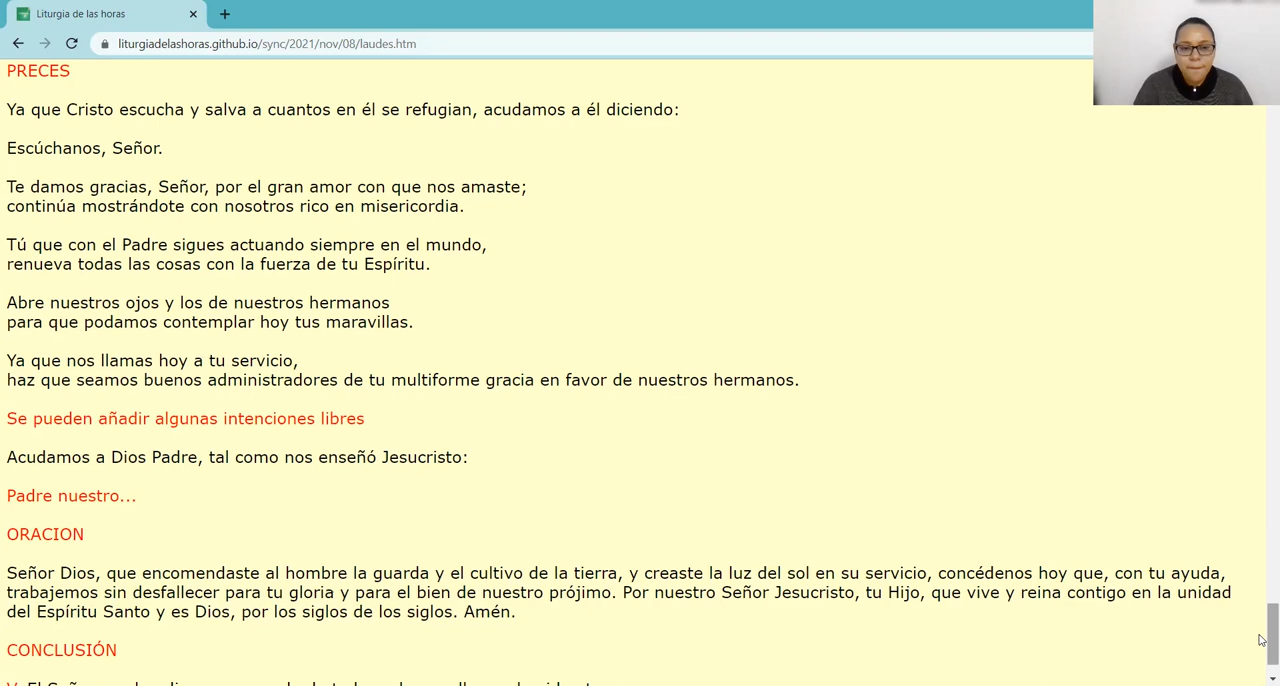 Liturgia de las horas
liturgiadelashoras.github.io/sync/2021/nov/08/laudes.htm
PRECES
Ya que Cristo escucha y salva a cuantos en él se refugian, acudamos a él diciendo:
Escúchanos, Señor.
Te damos gracias, Señor, por el gran amor con que nos amaste;
continúa mostrándote con nosotros rico en misericordia.
Tú que con el Padre sigues actuando siempre en el mundo,
renueva todas las cosas con la fuerza de tu Espíritu.
Abre nuestros ojos y los de nuestros hermanos
para que podamos contemplar hoy tus maravillas.
Ya que nos llamas hoy a tu servicio,
haz que seamos buenos administradores de tu multiforme gracia en favor de nuestros hermanos.
Se pueden añadir algunas intenciones libres
Acudamos a Dios Padre, tal como nos enseñó Jesucristo:
Padre nuestro...
ORACION
Señor Dios, que encomendaste al hombre la guarda y el cultivo de la tierra, y creaste la luz del sol en su servicio, concédenos hoy que, con tu ayuda,
trabajemos sin desfallecer para tu gloria y para el bien de nuestro prójimo. Por nuestro Señor Jesucristo, tu Hijo, que vive y reina contigo en la unidad
del Espíritu Santo y es Dios, por los siglos de los siglos. Amén.
CONCLUSIÓN